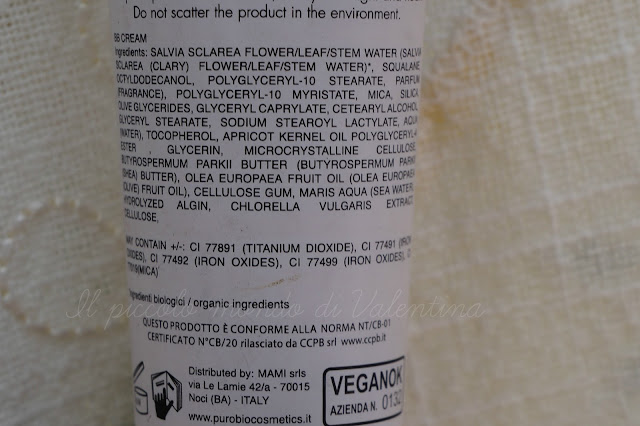 Do not scatter the product in the environment.
BB CREAM
Ingredients: SALVIA SCLAREA FLOWER/LEAF/STEM WATER (SALVIA
SCLAREA (CLARY) FLOWER/LEAF/STEM WATER)*, SQUALANE
OCTYLDODECANOL, POLYGLYCERYL-10 STEARATE, PARFUM
(FRAGRANCE), POLYGLYCERYL-10 MYRISTATE, MICA, SILICA
OLIVE GLYCERIDES, GLYCERYL CAPRYLATE, CETEARYL ALCOHOL,
GLYCERYL STEARATE, SODIUM STEAROYL LACTYLATE, AQUA
(WATER), TOCOPHEROL, APRICOT KERNEL OIL POLYGLYCERYL-
ESTER , GLYCERIN, MICROCRYSTALLINE CELLULOSE,
BUTYROSPERMUM PARKII BUTTER (BUTYROSPERMUM PARKII
(SHEA) BUTTER), OLEA EUROPAEA FRUIT OIL (OLEA EUROPAEA
(OLIVE) FRUIT OIL), CELLULOSE GUM, MARIS AQUA (SEA WATER)
HYDROLYZED ALGIN, CHLORELLA VULGARIS EXTRACT
CELLULOSE,
MAY CONTAIN +/-: CI 77891 (TITANIUM DIOXIDE), CI 77491 (IRON
OXIDES), CI 77492 (IRON OXIDES), CI 77499 (IRON OXIDES), CI
77019(MICA)
ingredienti biologici / organic ingredients
Il piccolo mondo di Valentina
QUESTO PRODOTTO È CONFORME ALLA NORMA NT/CB-01
CERTIFICATO N°CB/20 rilasciato da CCPB srl www.ccpb.it
Distributed by: MAMI srls
via Le Lamie 42/a - 70015
Noci (BA) - ITALY
www.purobiocosmetics.it
VEGANOK
AZIENDA N. 0132